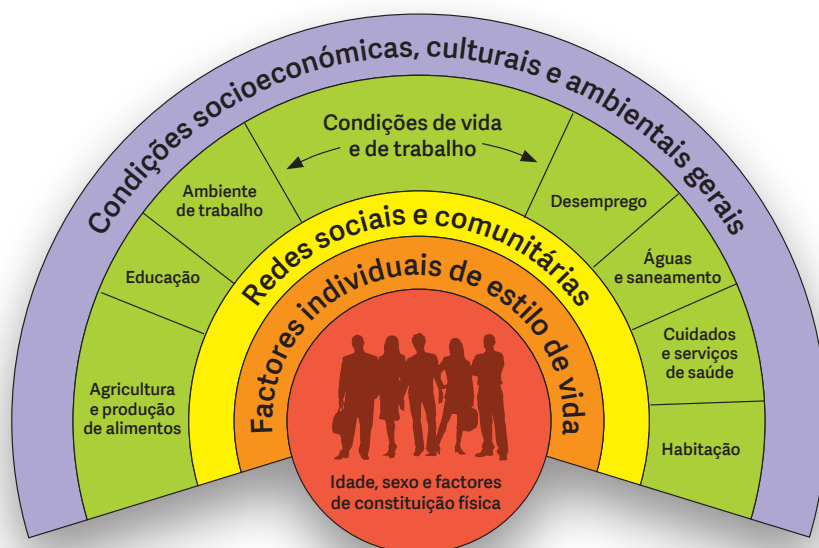 Condições socioeconómicas, culturais e ambientais gerais
Condições de vida
e de trabalho
Ambiente
de trabalho
Educação
Agricultura
e produção
de alimentos
Desemprego
Águas
e saneamento
Cuidados
e serviços
de saúde
Habitação
Redes sociais e comunitárias
Factores individuais de estilo de vida
Idade, sexo e factores
de constituição física